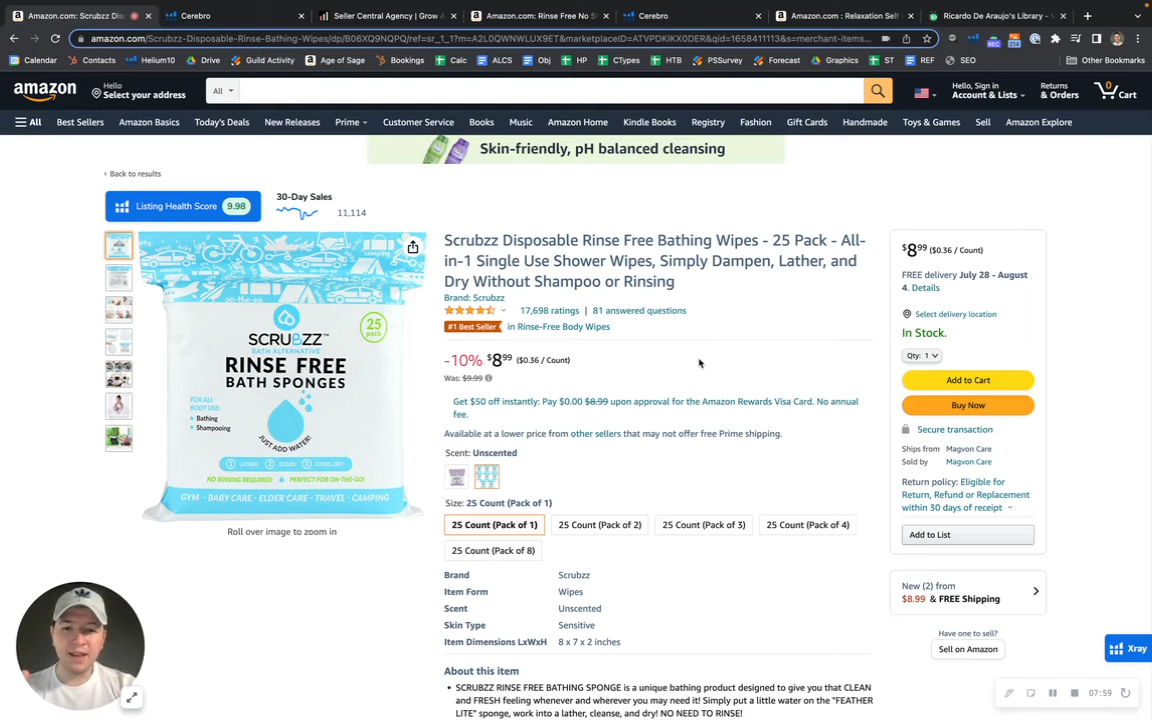 Amazon.com: Scrubzz Dis
Cerebro
Seller Central Agency | Grow A
Amazon.com: Rinse Free No S
Cerebro
Amazon.com : Relaxation Self
Ricardo De Araujo's Library -
amazon.com/Scrubzz-Disposable-Rinse-Bathing-Wipes/dp/B06XQ9NQPQ/ref=sr_1_1?m=A2L0QWNWLUX9ET&marketplaceID=ATVPDKIKX0DER&qid=1658411113&s=merchant-items...
Calendar
Contacts
Helium10
Drive
Guild Activity
Age of Sage
Bookings
Calc
ALCS
Obj
HP
CTypes
HTB
PSSurvey
Forecast
Graphics
ST
REF
SEO
Other Bookmarks
amazon
Hello
Select your address
All
Hello, Sign in
Account & Lists
Returns
& Orders
0
Cart
All
Best Sellers
Amazon Basics
Today's Deals
New Releases
Prime
Customer Service
Books
Music
Amazon Home
Kindle Books
Registry
Fashion
Gift Cards
Handmade
Toys & Games
Sell
Amazon Explore
Skin-friendly, pH balanced cleansing
‹ Back to results
Listing Health Score 9.98
30-Day Sales
11,114
SCRUBZZ
BATH ALTERNATIVE
RINSE FREE
BATH SPONGES
25
pack
FOR ALL
BODY USE:
• Bathing
• Shampooing
JUST ADD WATER!
1 LATHER 2 SCRUB 3 TOWEL DRY
NO RINSING REQUIRED PERFECT FOR ON-THE-GO!
GYM - BABY CARE - ELDER CARE - TRAVEL - CAMPING
Roll over image to zoom in
Scrubzz Disposable Rinse Free Bathing Wipes - 25 Pack - All-
in-1 Single Use Shower Wipes, Simply Dampen, Lather, and
Dry Without Shampoo or Rinsing
Brand: Scrubzz
17,698 ratings | 81 answered questions
#1 Best Seller in Rinse-Free Body Wipes
-10% $8.99 ($0.36 / Count)
Was: $9.99
Get $50 off instantly: Pay $0.00 $8.99 upon approval for the Amazon Rewards Visa Card. No annual
fee.
Available at a lower price from other sellers that may not offer free Prime shipping.
Scent: Unscented
Size: 25 Count (Pack of 1)
25 Count (Pack of 1)
25 Count (Pack of 2)
25 Count (Pack of 3)
25 Count (Pack of 4)
25 Count (Pack of 8)
Brand Scrubzz
Item Form Wipes
Scent Unscented
Skin Type Sensitive
Item Dimensions LxWxH 8 x 7 x 2 inches
About this item
• SCRUBZZ RINSE FREE BATHING SPONGE is a unique bathing product designed to give you that CLEAN
and FRESH feeling whenever and wherever you may need it! Simply put a little water on the "FEATHER
LITE" sponge, work into a lather, cleanse, and dry! NO NEED TO RINSE!
$8.99 ($0.36 / Count)
FREE delivery July 28 - August
4. Details
Select delivery location
In Stock.
Qty: 1
Add to Cart
Buy Now
Secure transaction
Ships from Magvon Care
Sold by Magvon Care
Return policy: Eligible for
Return, Refund or Replacement
within 30 days of receipt
Add to List
New (2) from
$8.99 & FREE Shipping
Have one to sell?
Sell on Amazon
Xray
07:59